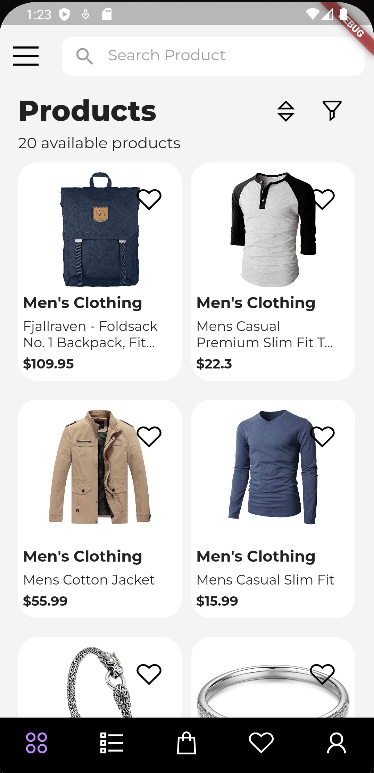 1:23
DEBUG
Search Product
Products
20 available products
Men's Clothing
Fjallraven - Foldsack
No. 1 Backpack, Fit...
$109.95
Men's Clothing
Mens Casual
Premium Slim Fit T...
$22.3
Men's Clothing
Mens Cotton Jacket
$55.99
Men's Clothing
Mens Casual Slim Fit
$15.99